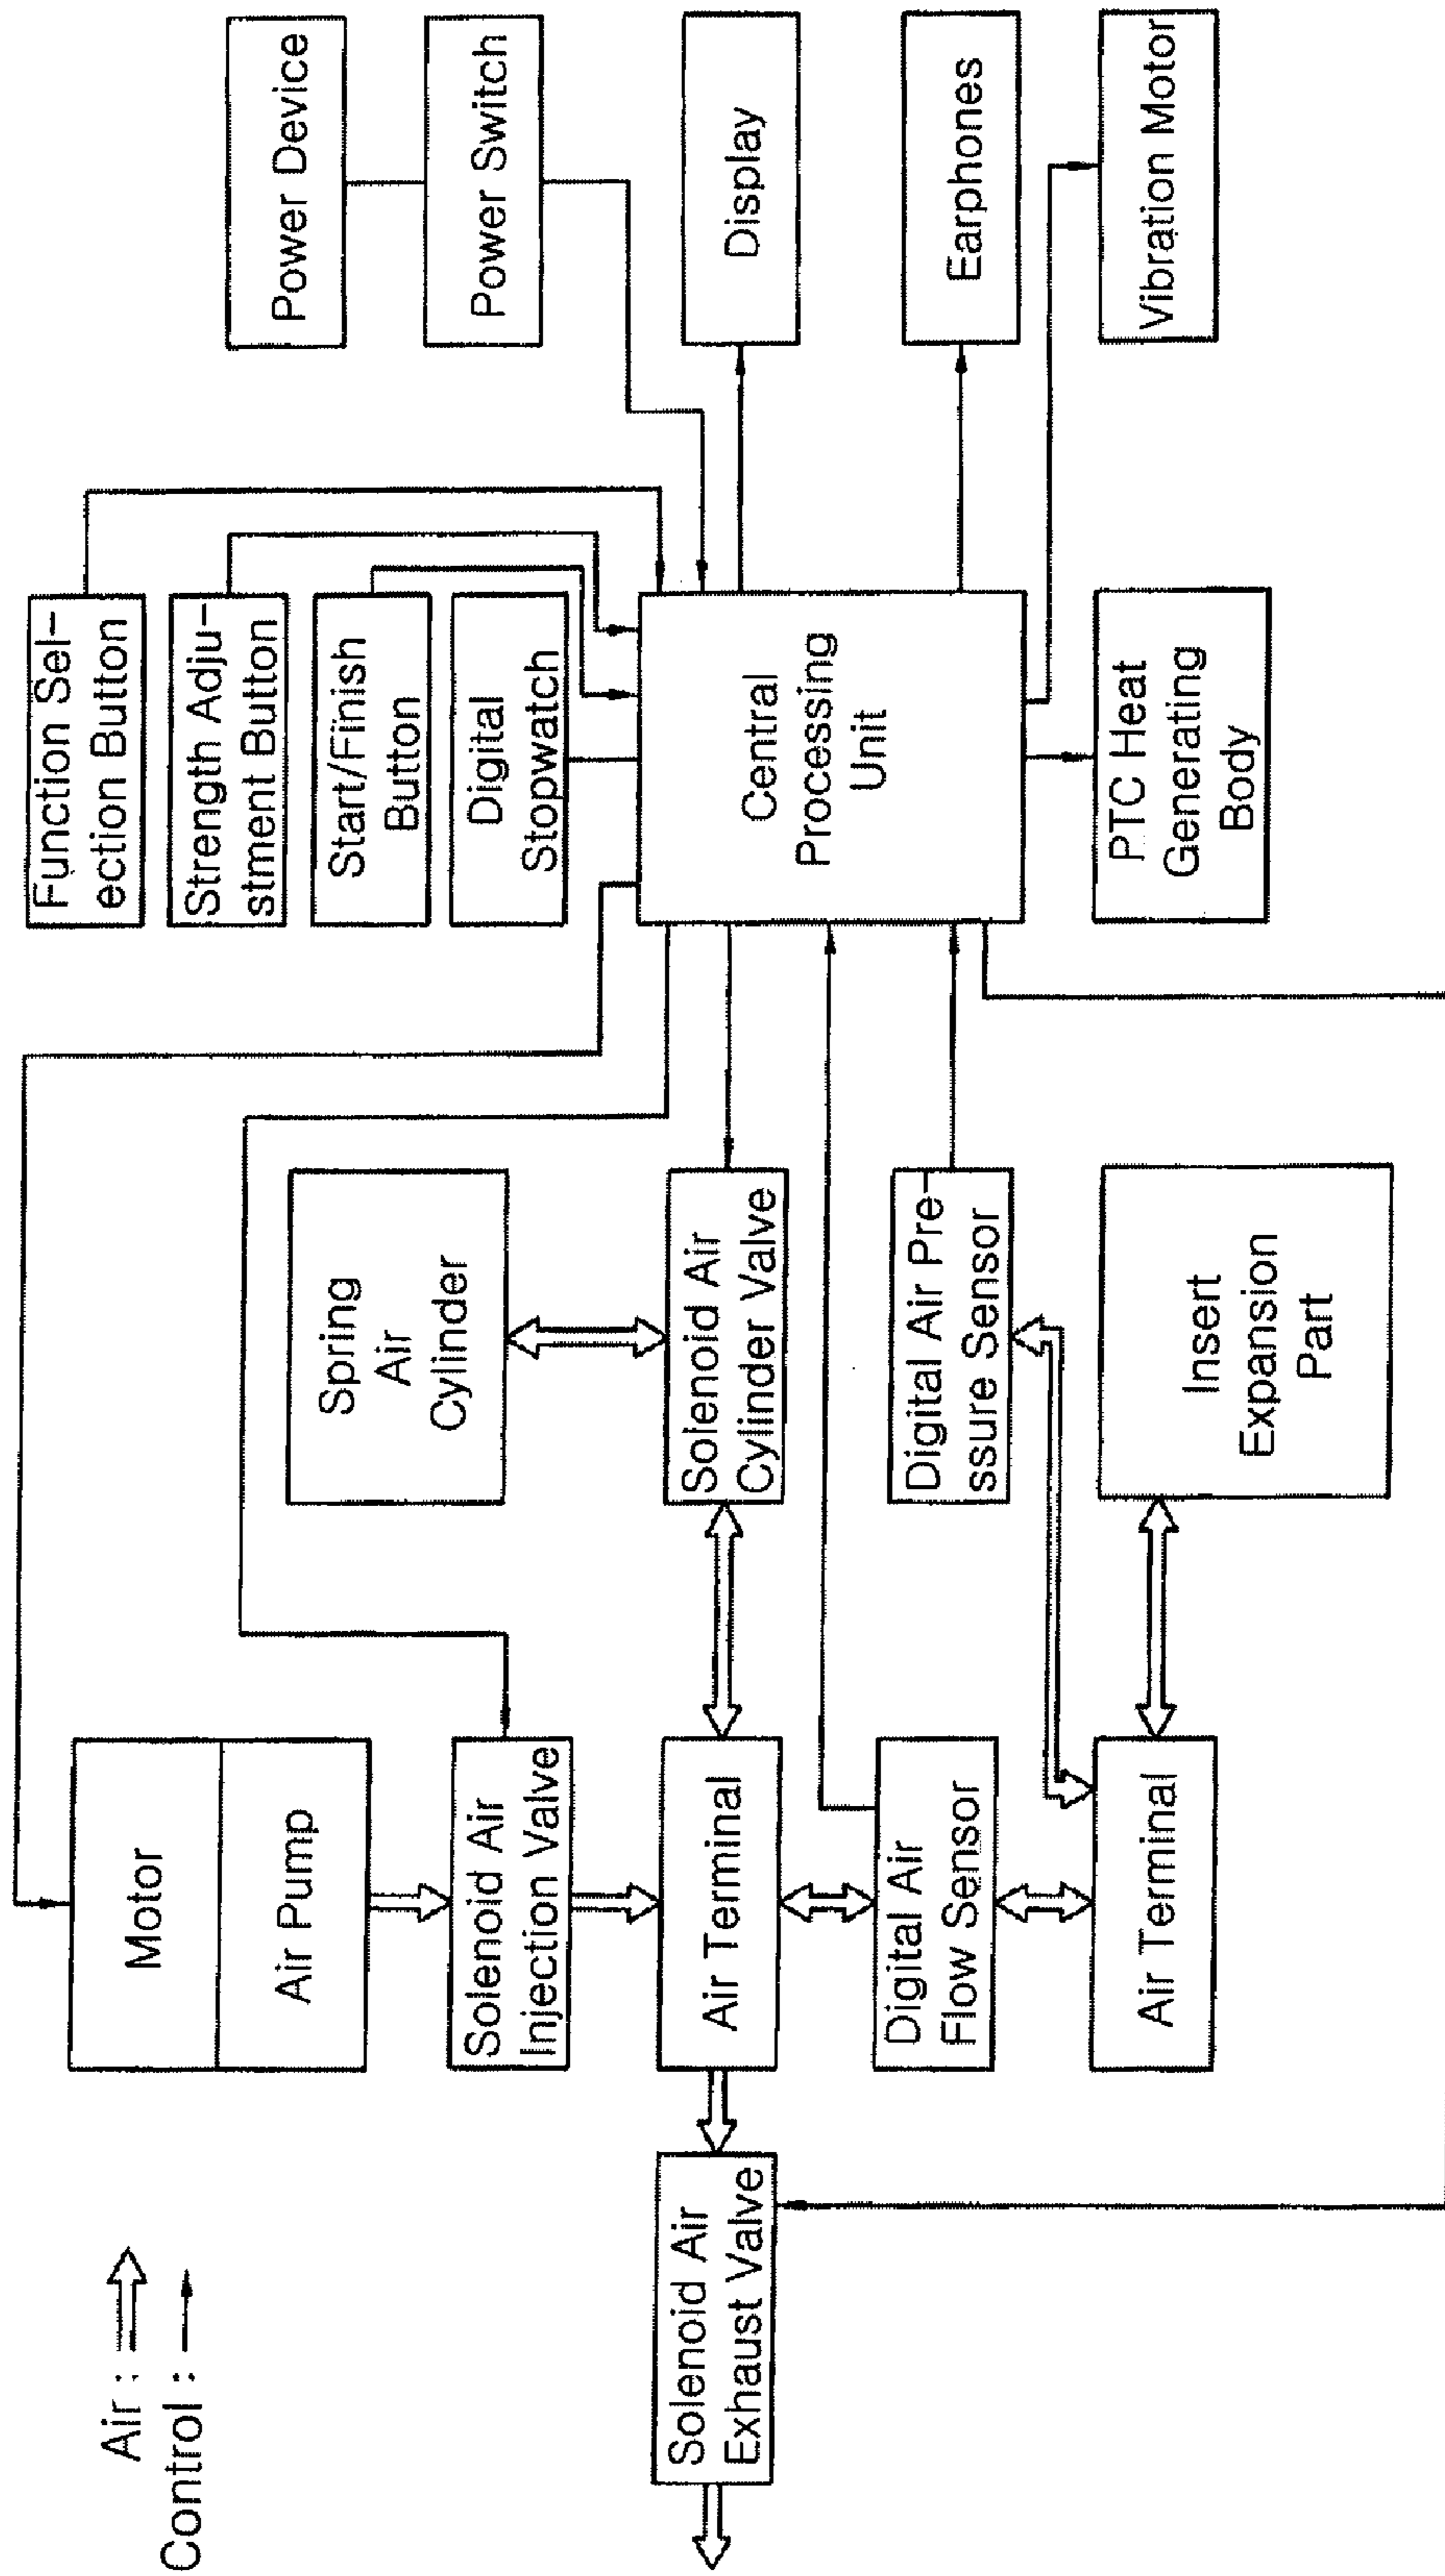 Air :
Control :
Motor
Air Pump
Solenoid Air
Injection Valve
Solenoid Air
Exhaust Valve
Air Terminal
Digital Air
Flow Sensor
Air Terminal
Spring
Air
Cylinder
Solenoid Air
Cylinder Valve
Digital Air Pre-
ssure Sensor
Insert
Expansion
Part
Function Sel-
ection Button
Strength Adju-
stment Button
Start/Finish
Button
Digital
Stopwatch
Central
Processing
Unit
PTC Heat
Generating
Body
Power Device
Power Switch
Display
Earphones
Vibration Motor